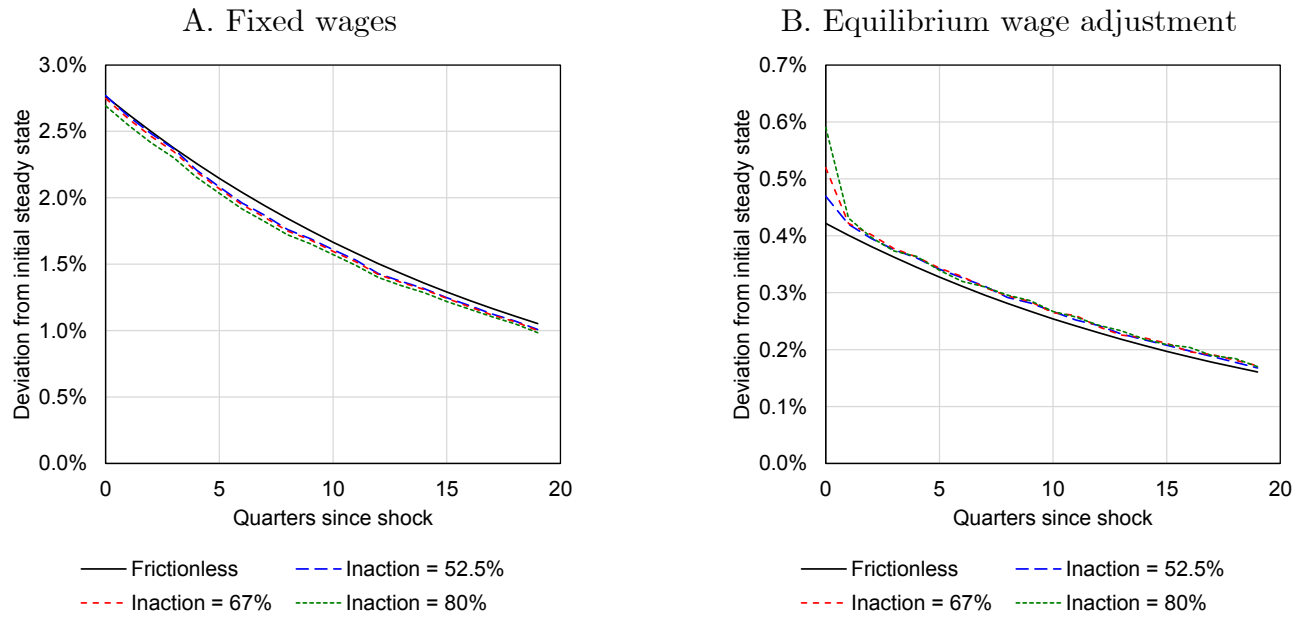 A. Fixed wages
Deviation from initial steady state
3.0%
2.5%
2.0%
1.5%
1.0%
0.5%
0.0%
0 5 10 15 20
Quarters since shock
Frictionless Inaction = 52.5%
Inaction = 67% Inaction = 80%
B. Equilibrium wage adjustment
Deviation from initial steady state
0.7%
0.6%
0.5%
0.4%
0.3%
0.2%
0.1%
0.0%
0 5 10 15 20
Quarters since shock
Frictionless Inaction = 52.5%
Inaction = 67% Inaction = 80%